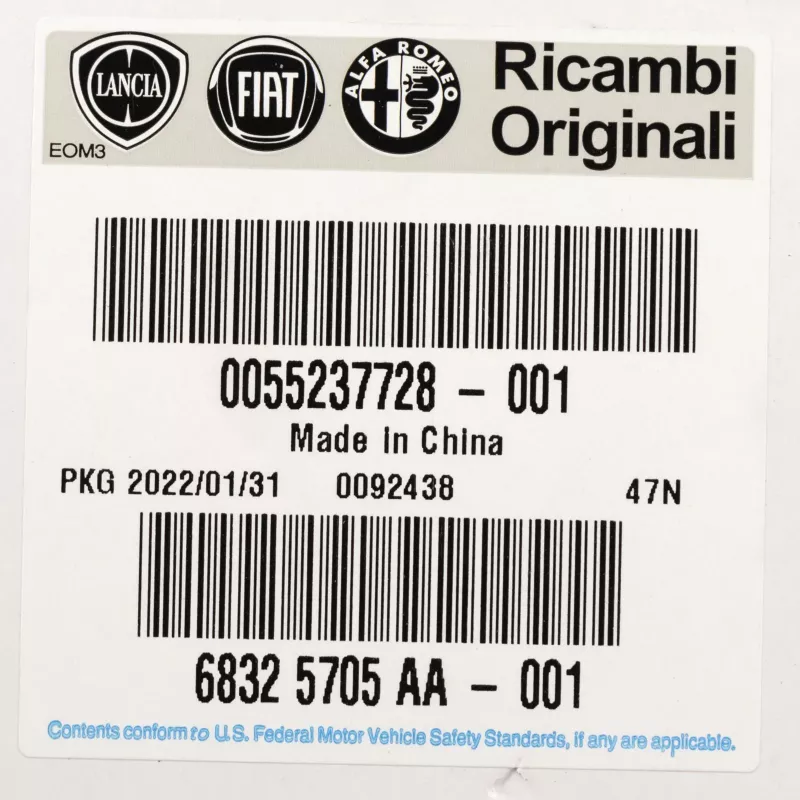 LANCIA FIAT ALFA ROMEO
Ricambi
Originali
EOM3
0055237728 - 001
Made in China
PKG 2022/01/31 0092438 47N
6832 5705 AA - 001
Contents conform to U.S. Federal Motor Vehicle Safety Standards, if any are applicable.